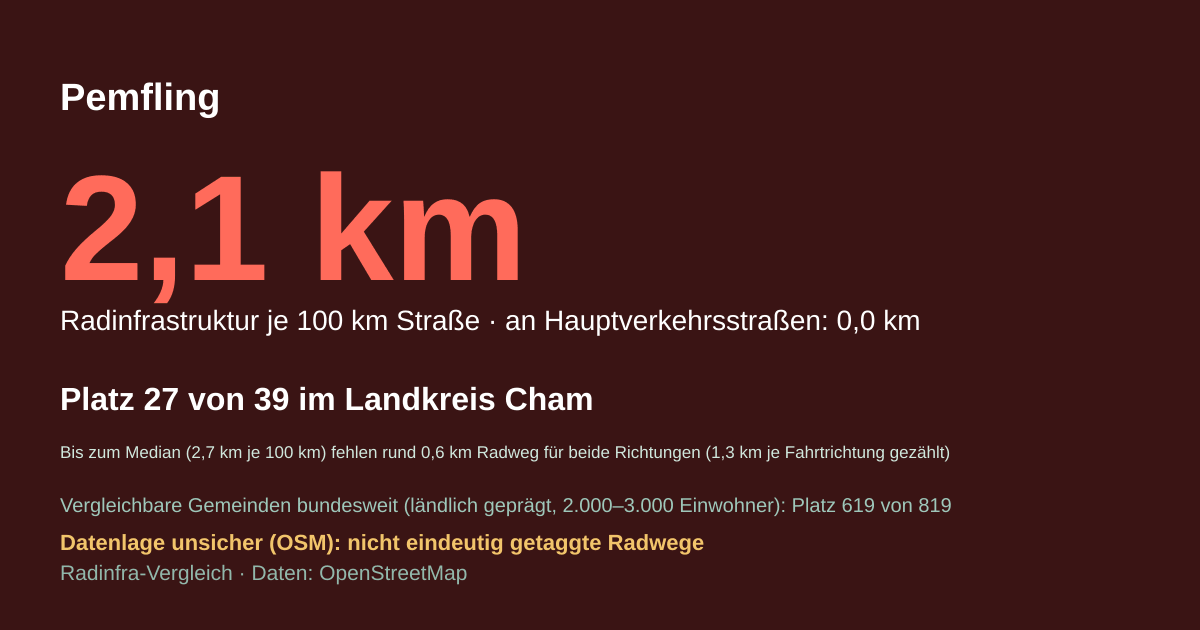 Pemfling
2,1 km
Radinfrastruktur je 100 km Straße · an Hauptverkehrsstraßen: 0,0 km
Platz 27 von 39 im Landkreis Cham
Bis zum Median (2,7 km je 100 km) fehlen rund 0,6 km Radweg für beide Richtungen (1,3 km je Fahrtrichtung gezählt)
Vergleichbare Gemeinden bundesweit (ländlich geprägt, 2.000–3.000 Einwohner): Platz 619 von 819
Datenlage unsicher (OSM): nicht eindeutig getaggte Radwege
Radinfra-Vergleich · Daten: OpenStreetMap